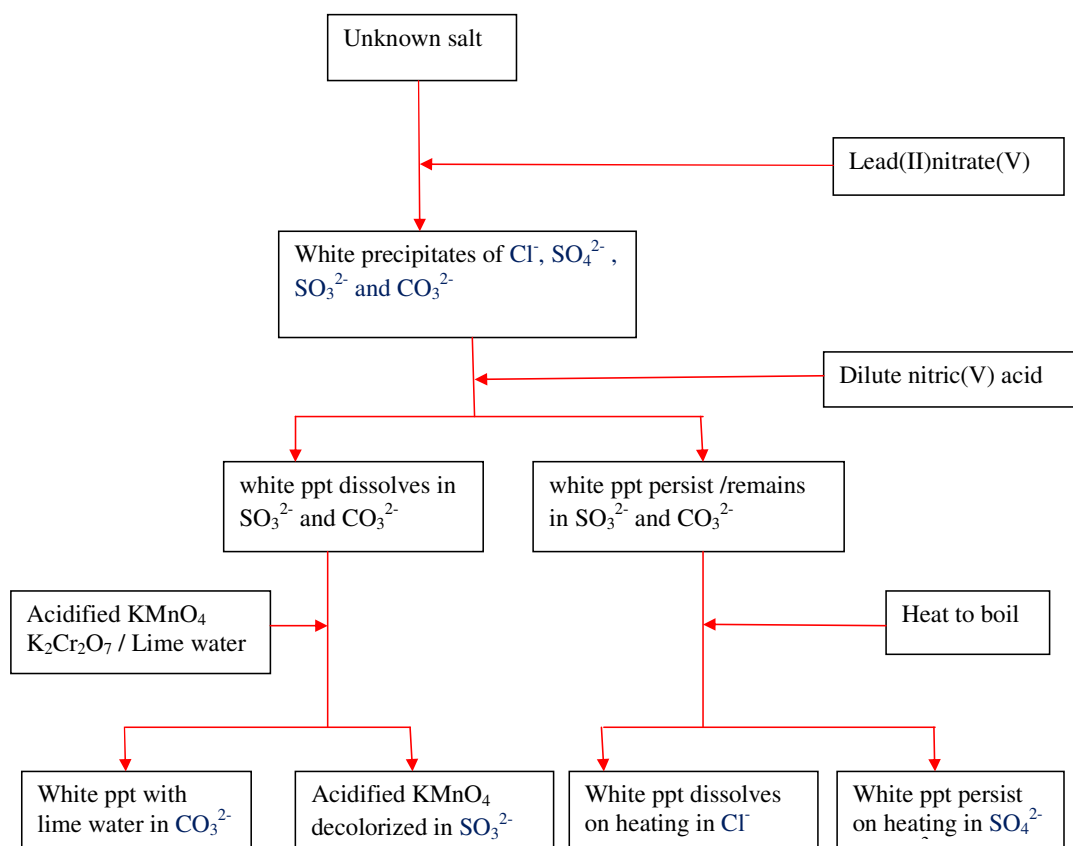 Unknown salt
Lead(II)nitrate(V)
White precipitates of Cl⁻, SO₄²⁻ ,
SO₃²⁻ and CO₃²⁻
Dilute nitric(V) acid
white ppt dissolves in
SO₃²⁻ and CO₃²⁻
white ppt persist /remains
in SO₃²⁻ and CO₃²⁻
Acidified KMnO₄
K₂Cr₂O₇ / Lime water
Heat to boil
White ppt with
lime water in CO₃²⁻
Acidified KMnO₄
decolorized in SO₃²⁻
White ppt dissolves
on heating in Cl⁻
White ppt persist
on heating in SO₄²⁻